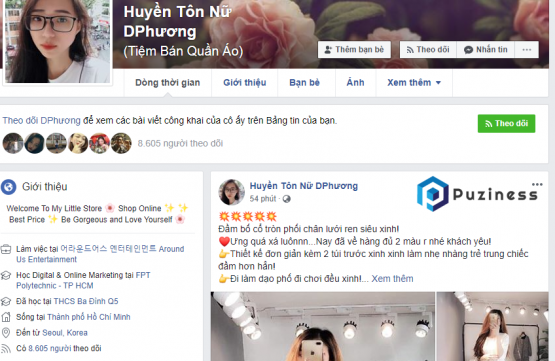 Huyền Tôn Nữ
DPhương
(Tiệm Bán Quần Áo)
Thêm bạn bè
Theo dõi
Nhắn tin
Dòng thời gian
Giới thiệu
Bạn bè
Ảnh
Xem thêm
Theo dõi DPhương để xem các bài viết công khai của cô ấy trên Bảng tin của bạn.
8.605 người theo dõi
Theo dõi
Giới thiệu
Welcome To My Little Store 🌸 Shop Online ✨ ✨
Best Price ✨ Be Gorgeous and Love Yourself 🌸
Làm việc tại 어라운드어스 엔터테인먼트 Around
Us Entertainment
Học Digital & Online Marketing tại FPT
Polytechnic - TP HCM
Đã học tại THCS Ba Đình Q5
Sống tại Thành phố Hồ Chí Minh
Đến từ Seoul, Korea
Có 8.605 người theo dõi
Huyền Tôn Nữ DPhương
54 phút ·
Puziness
💥💥💥💥💥
Đầm bố cổ tròn phối chân lưới ren siêu xinh!
❤Ưng quá xá luônnn...Nay đã về hàng đủ 2 màu r nhé khách yêu!
👉Thiết kế đơn giản kèm 2 túi trước xinh xinh làm nhẹ nhàng trẻ trung chiếc
đầm hơn hẳn!
👉Đi làm dạo phố đi chơi đều xinh!... Xem thêm